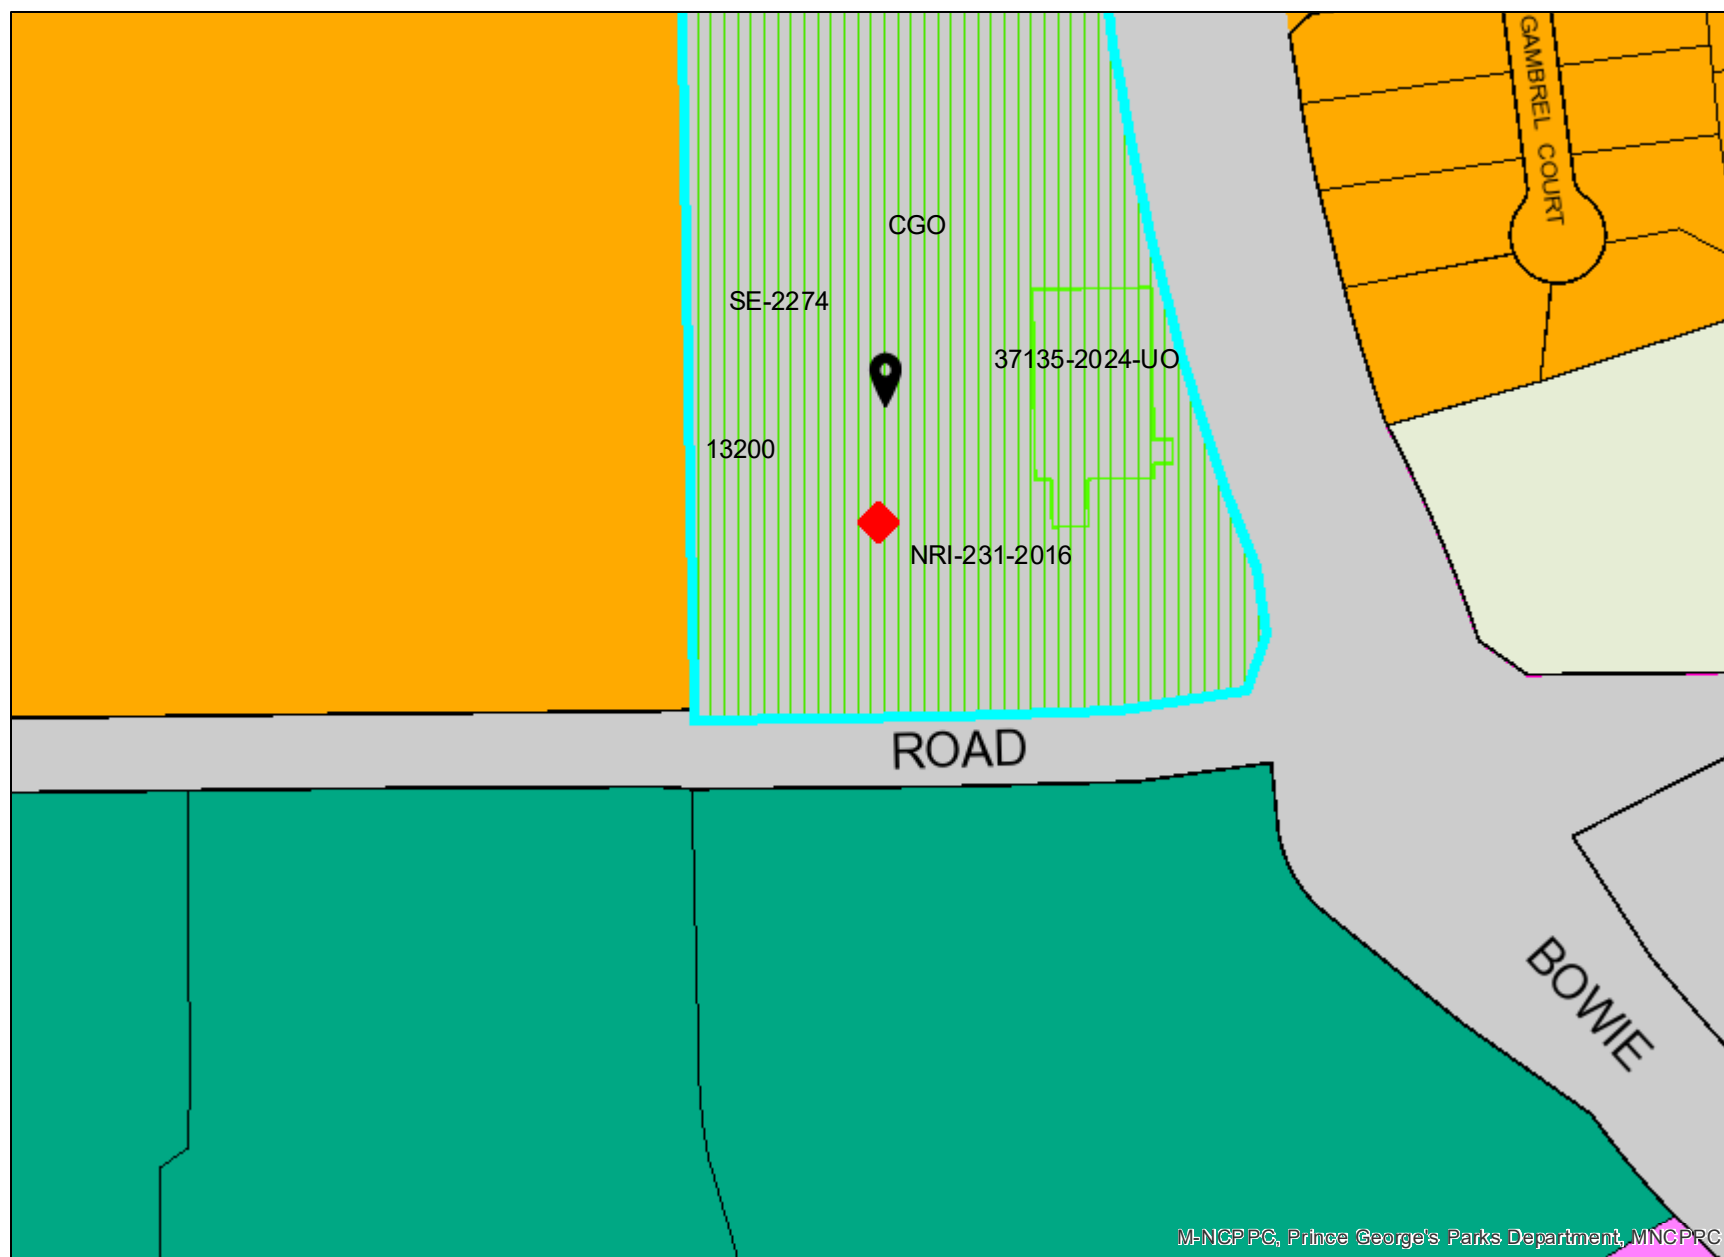 GAMBREL COURT
CGO
SE-2274
37135-2024-UO
13200
NRI-231-2016
ROAD
BOWIE
M-NCPPC, Prince George's Parks Department, MNCPPC